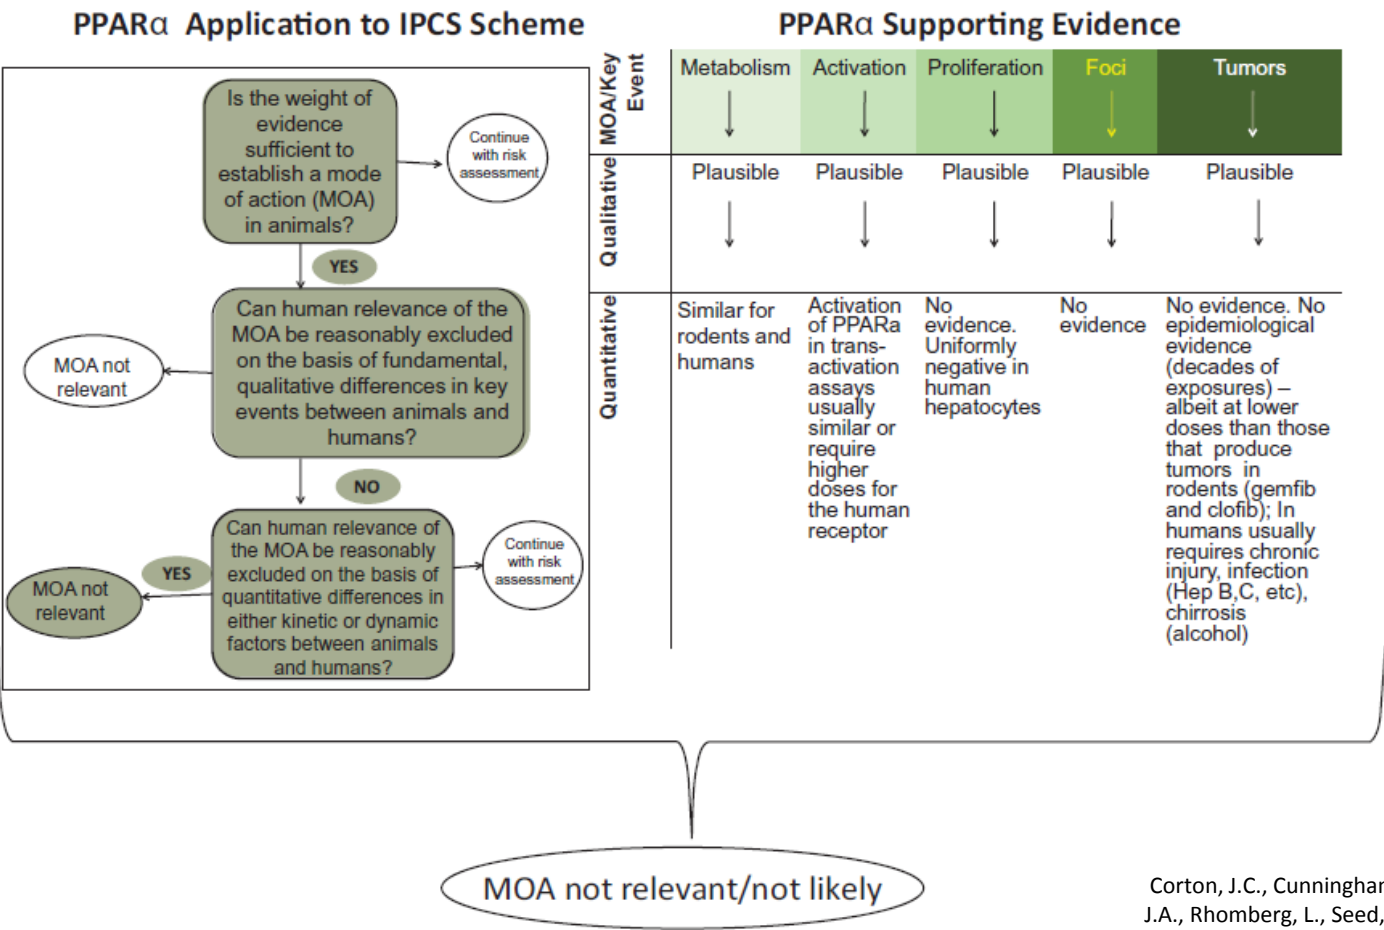 PPARα Application to IPCS Scheme
PPARα Supporting Evidence
Is the weight of
evidence
sufficient to
establish a mode
of action (MOA)
in animals?
Continue
with risk
assessment
YES
Can human relevance of the
MOA be reasonably excluded
on the basis of fundamental,
qualitative differences in key
events between animals and
humans?
MOA not
relevant
NO
Can human relevance of
the MOA be reasonably
excluded on the basis of
quantitative differences in
either kinetic or dynamic
factors between animals
and humans?
YES
MOA not
relevant
Continue
with risk
assessment
MOA/Key
Event
Metabolism
Activation
Proliferation
Foci
Tumors
Qualitative
Plausible
Plausible
Plausible
Plausible
Plausible
Quantitative
Similar for
rodents and
humans
Activation
of PPARa
in trans-
activation
assays
usually
similar or
require
higher
doses for
the human
receptor
No
evidence.
Uniformly
negative in
human
hepatocytes
No
evidence
No evidence. No
epidemiological
evidence
(decades of
exposures) –
albeit at lower
doses than those
that produce
tumors in
rodents (gemfib
and clofib); In
humans usually
requires chronic
injury, infection
(Hep B,C, etc),
chirrosis
(alcohol)
MOA not relevant/not likely
Corton, J.C., Cunningham
J.A., Rhomberg, L., Seed,